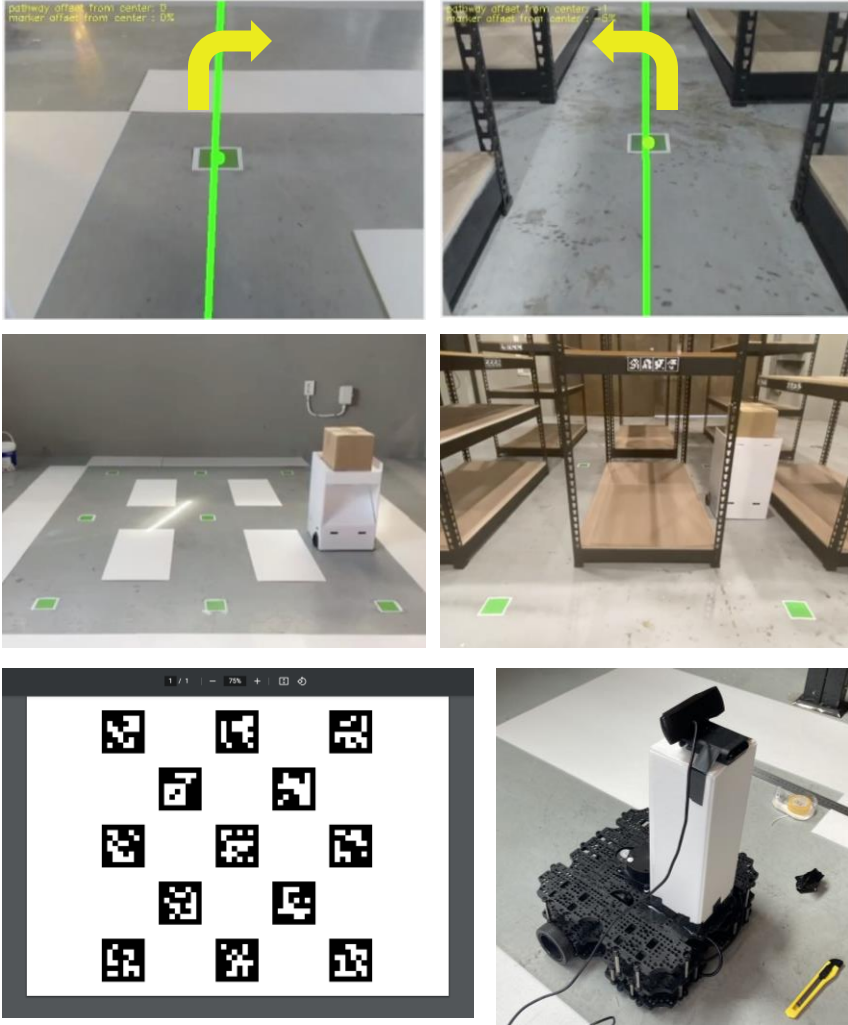 pathway offset from center: 0
marker offset from center : 0%
pathway offset from center: -1
marker offset from center : -5%
1 / 1
75%